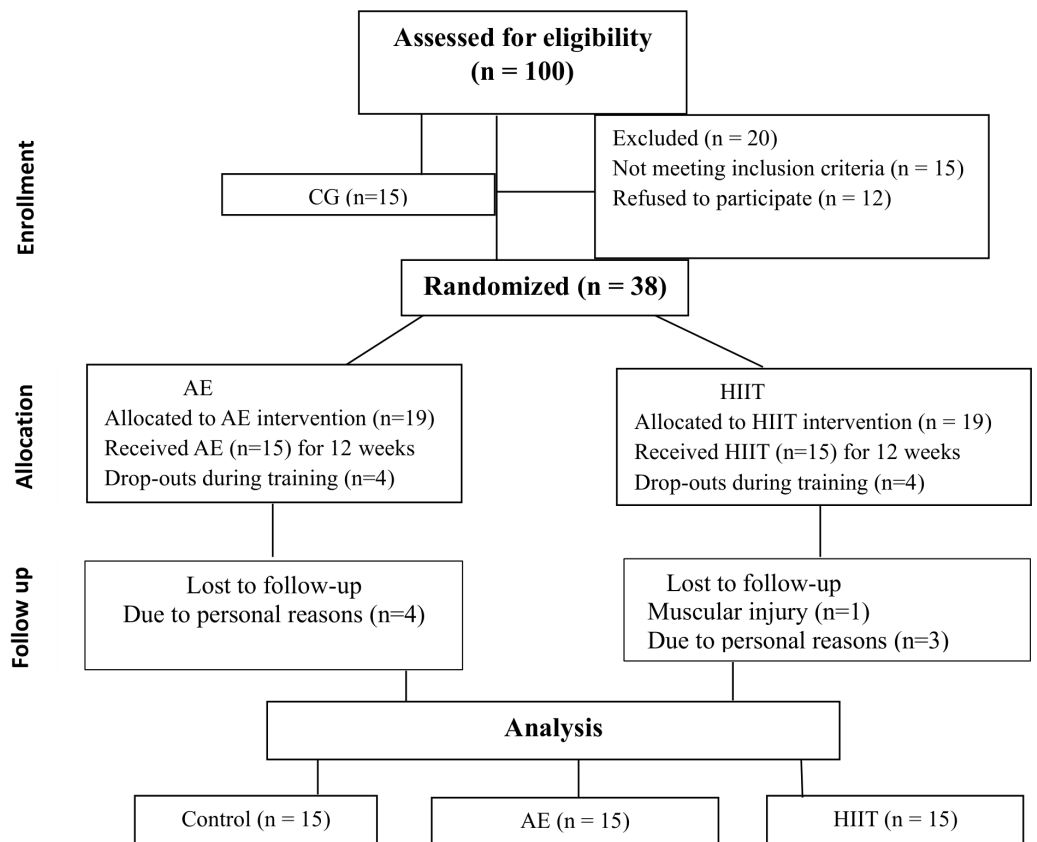 Assessed for eligibility
(n = 100)
Enrollment
Excluded (n = 20)
Not meeting inclusion criteria (n = 15)
Refused to participate (n = 12)
CG (n=15)
Randomized (n = 38)
Allocation
AE
Allocated to AE intervention (n=19)
Received AE (n=15) for 12 weeks
Drop-outs during training (n=4)
HIIT
Allocated to HIIT intervention (n = 19)
Received HIIT (n=15) for 12 weeks
Drop-outs during training (n=4)
Follow up
Lost to follow-up
Due to personal reasons (n=4)
Lost to follow-up
Muscular injury (n=1)
Due to personal reasons (n=3)
Analysis
Control (n = 15)
AE (n = 15)
HIIT (n = 15)